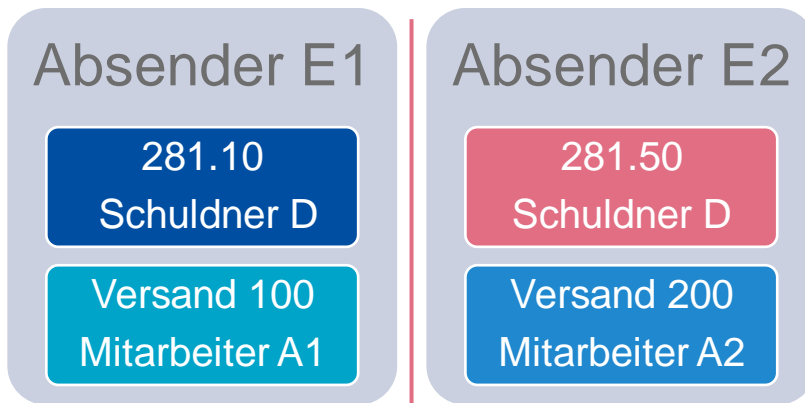 Absender E1
281.10
Schuldner D
Versand 100
Mitarbeiter A1
Absender E2
281.50
Schuldner D
Versand 200
Mitarbeiter A2